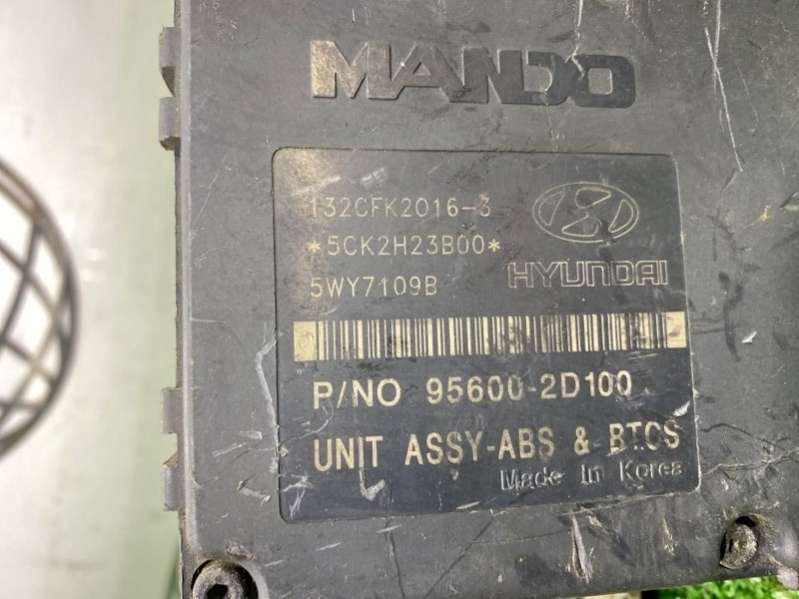 MANDO
132CFK2016-3
*5CK2H23B00*
5WY7109B
HYUNDAI
P/NO 95600-2D100
UNIT ASSY-ABS & BTCS
Made In Korea